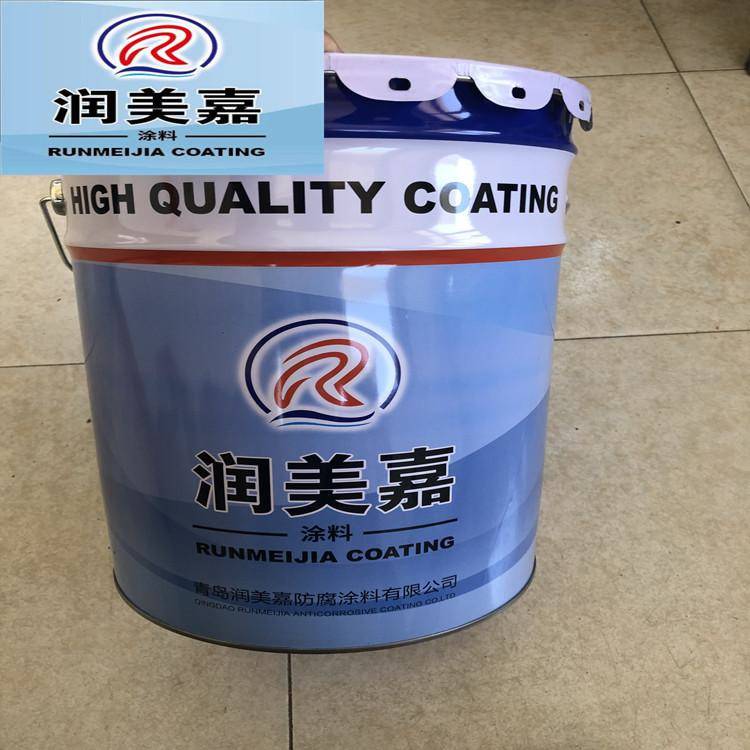 润美嘉
涂料
RUNMEIJIA COATING
HIGH QUALITY COATING
润美嘉
涂料
RUNMEIJIA COATING
青岛润美嘉防腐涂料有限公司
QINGDAO RUNMEIJIA ANTICORROSIVE COATING CO.LTD